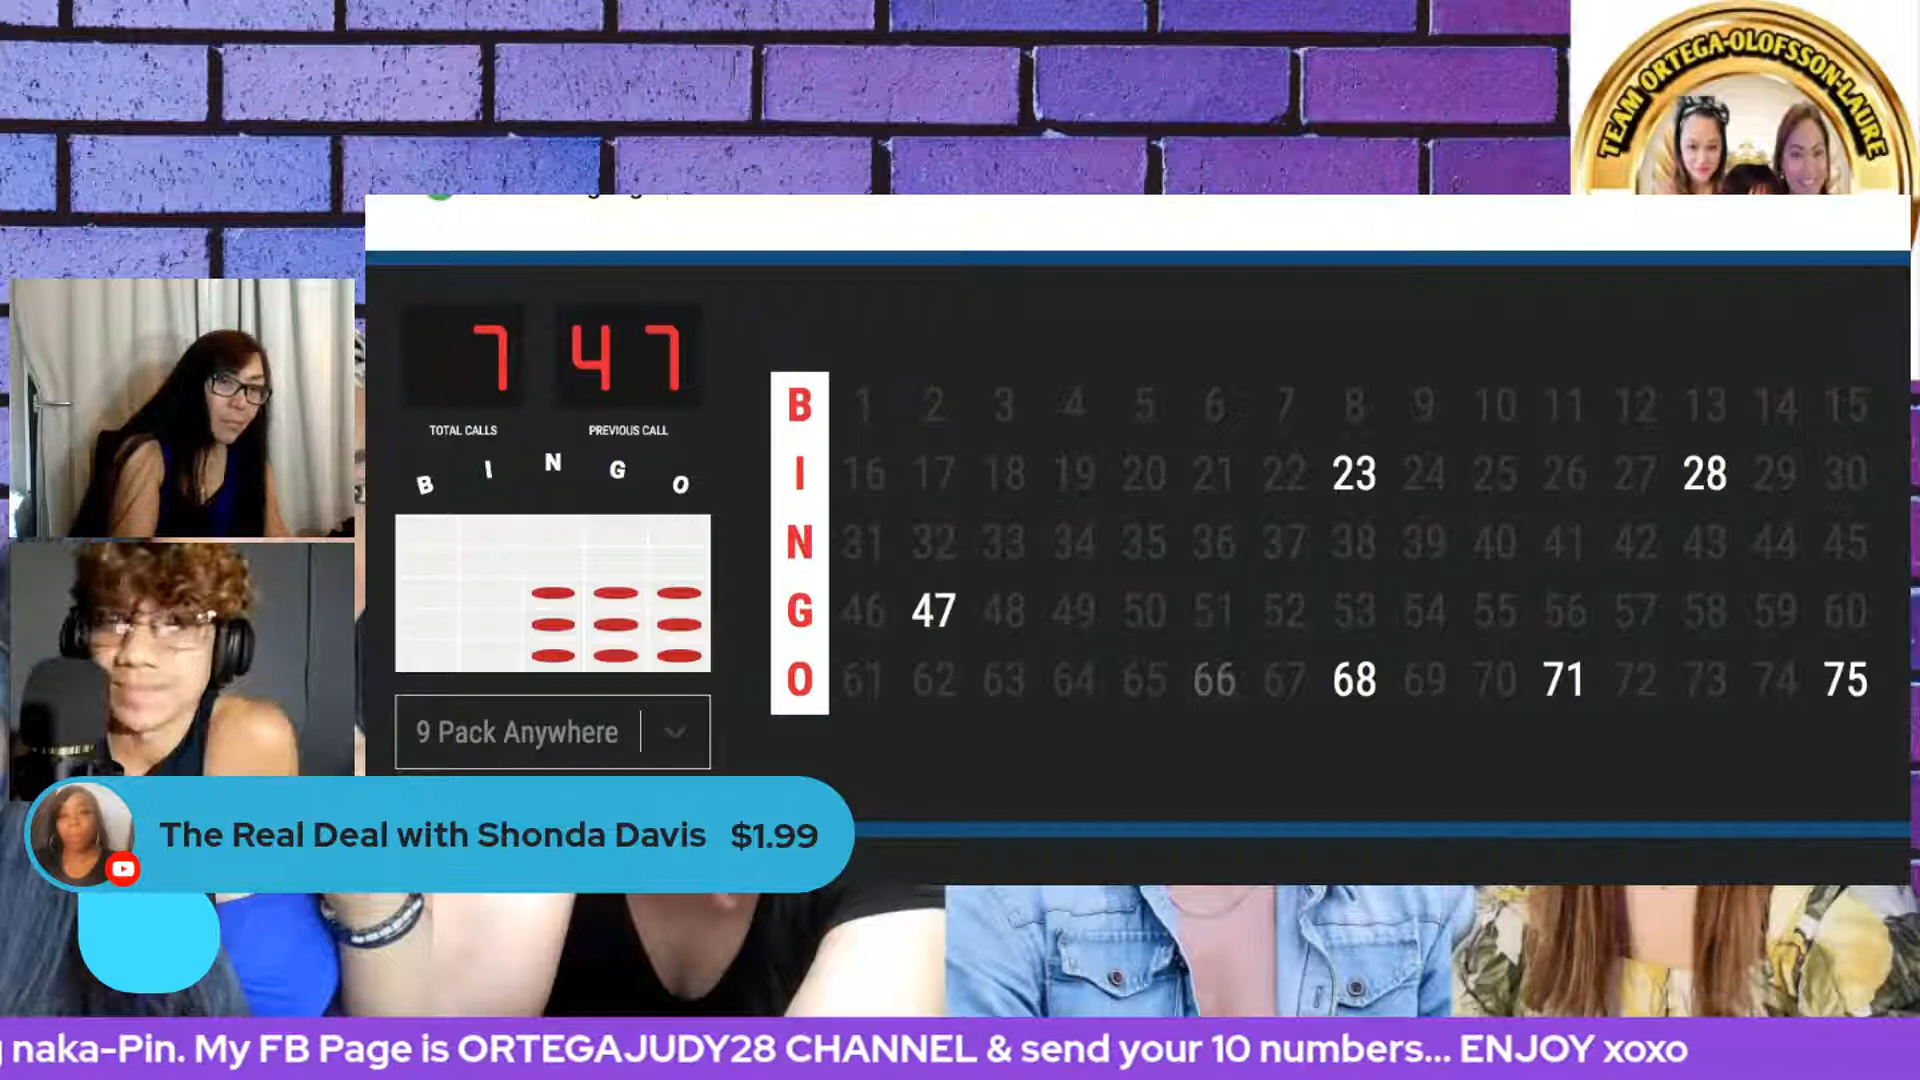 TEAM ORTEGA-OLOFSSON-LAURE
7 47
TOTAL CALLS PREVIOUS CALL
B I N G O
B 1 2 3 4 5 6 7 8 9 10 11 12 13 14 15
I 16 17 18 19 20 21 22 23 24 25 26 27 28 29 30
N 31 32 33 34 35 36 37 38 39 40 41 42 43 44 45
G 46 47 48 49 50 51 52 53 54 55 56 57 58 59 60
O 61 62 63 64 65 66 67 68 69 70 71 72 73 74 75
9 Pack Anywhere
The Real Deal with Shonda Davis $1.99
naka-Pin. My FB Page is ORTEGAJUDY28 CHANNEL & send your 10 numbers... ENJOY xoxo